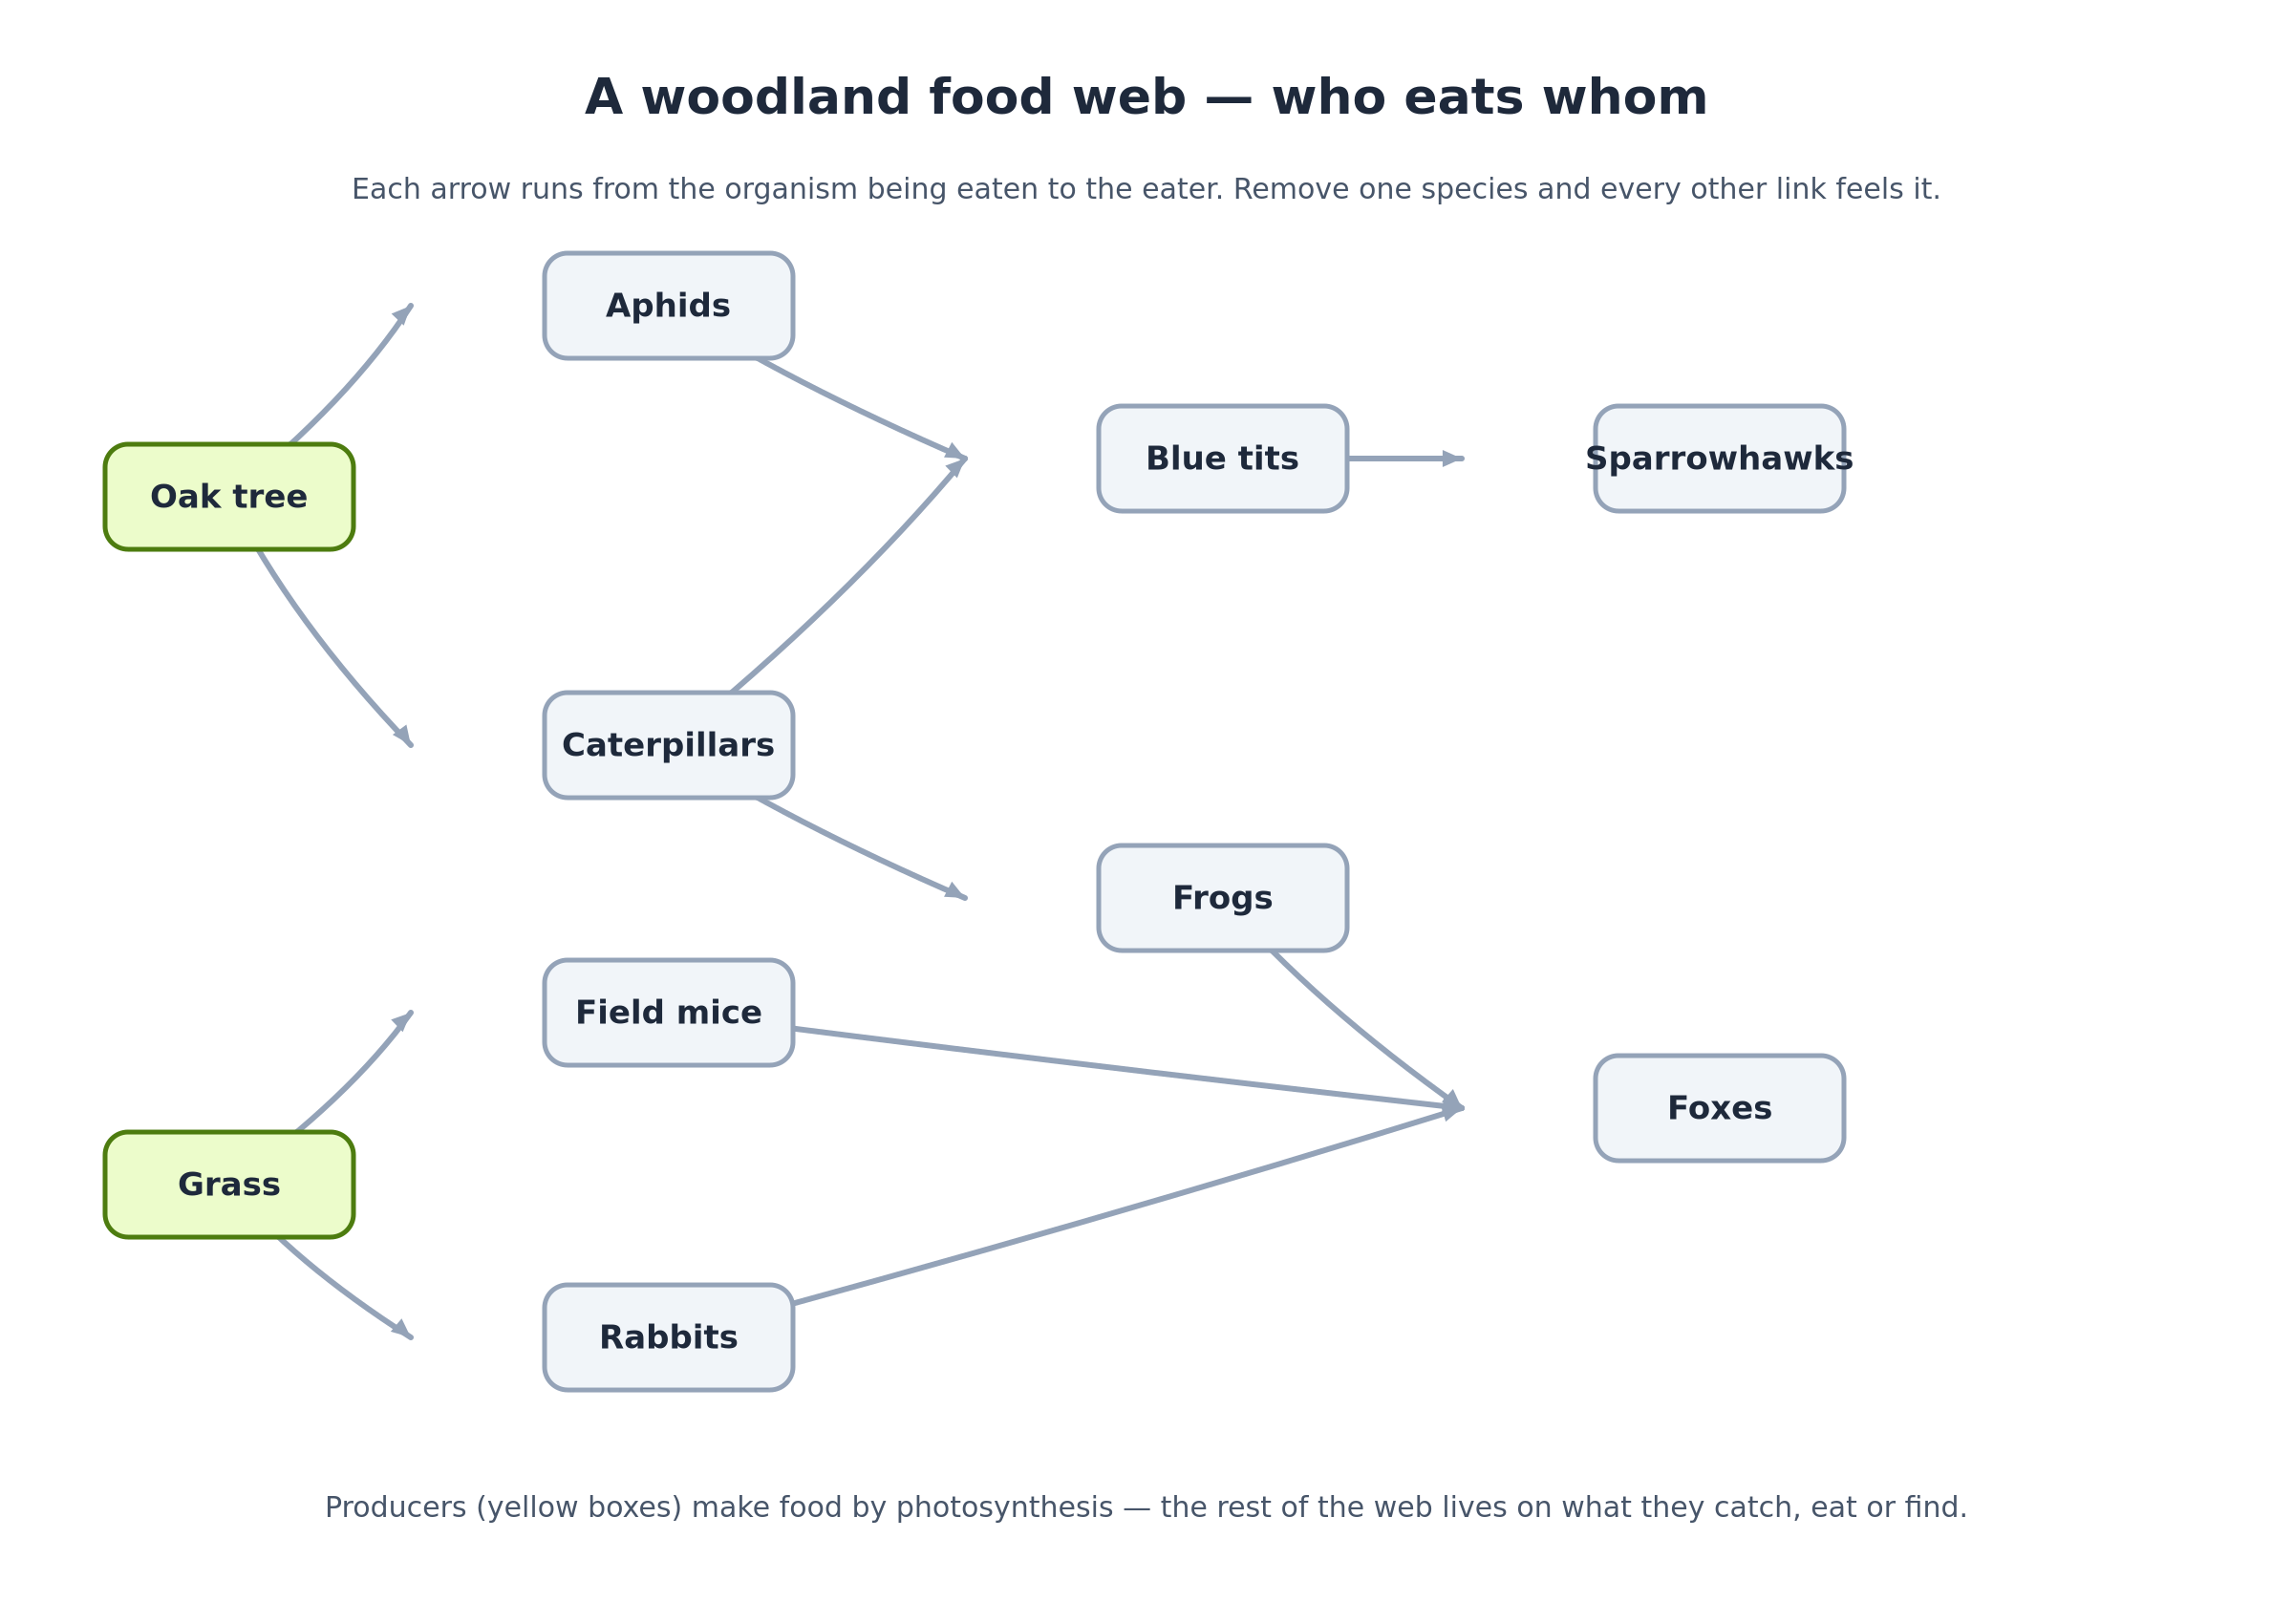 A woodland food web — who eats whom
Each arrow runs from the organism being eaten to the eater. Remove one species and every other link feels it.
Aphids
Blue tits
Sparrowhawks
Oak tree
Caterpillars
Frogs
Field mice
Foxes
Grass
Rabbits
Producers (yellow boxes) make food by photosynthesis — the rest of the web lives on what they catch, eat or find.